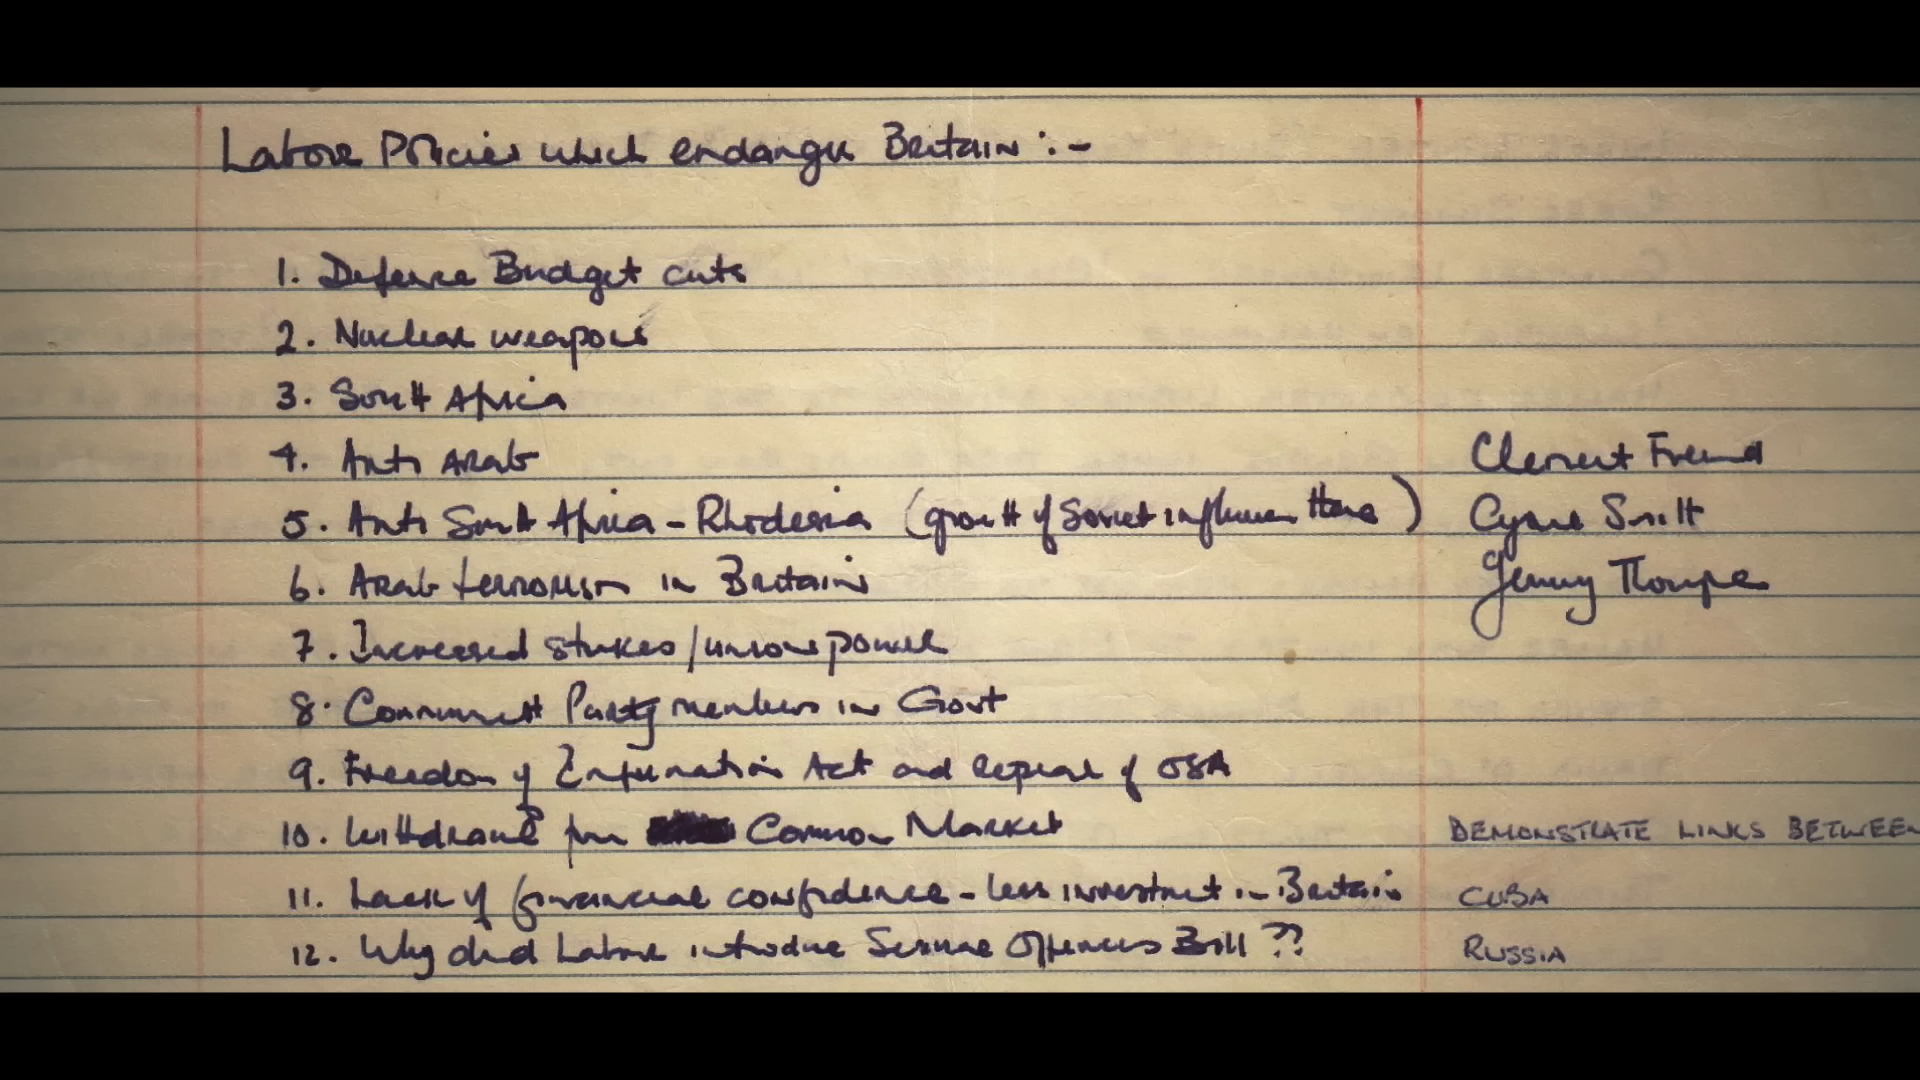 Labour Policies which endanger Britain :-
1. Defence Budget cuts
2. Nuclear weapons
3. South Africa
4. Anti Arab
Clement Freud
5. Anti South Africa - Rhodesia (growth of Soviet influence there)
Cyril Smith
6. Arab terrorism in Britain
Jeremy Thorpe
7. Increased strikes/union power
8. Communist Party members in Govt
9. Freedom of Information Act and repeal of OSA
10. Withdrawal from Common Market
DEMONSTRATE LINKS BETWEEN
11. Lack of financial confidence - less investment in Britain
CUBA
12. Why did Labour introduce Sexual Offences Bill ??
RUSSIA